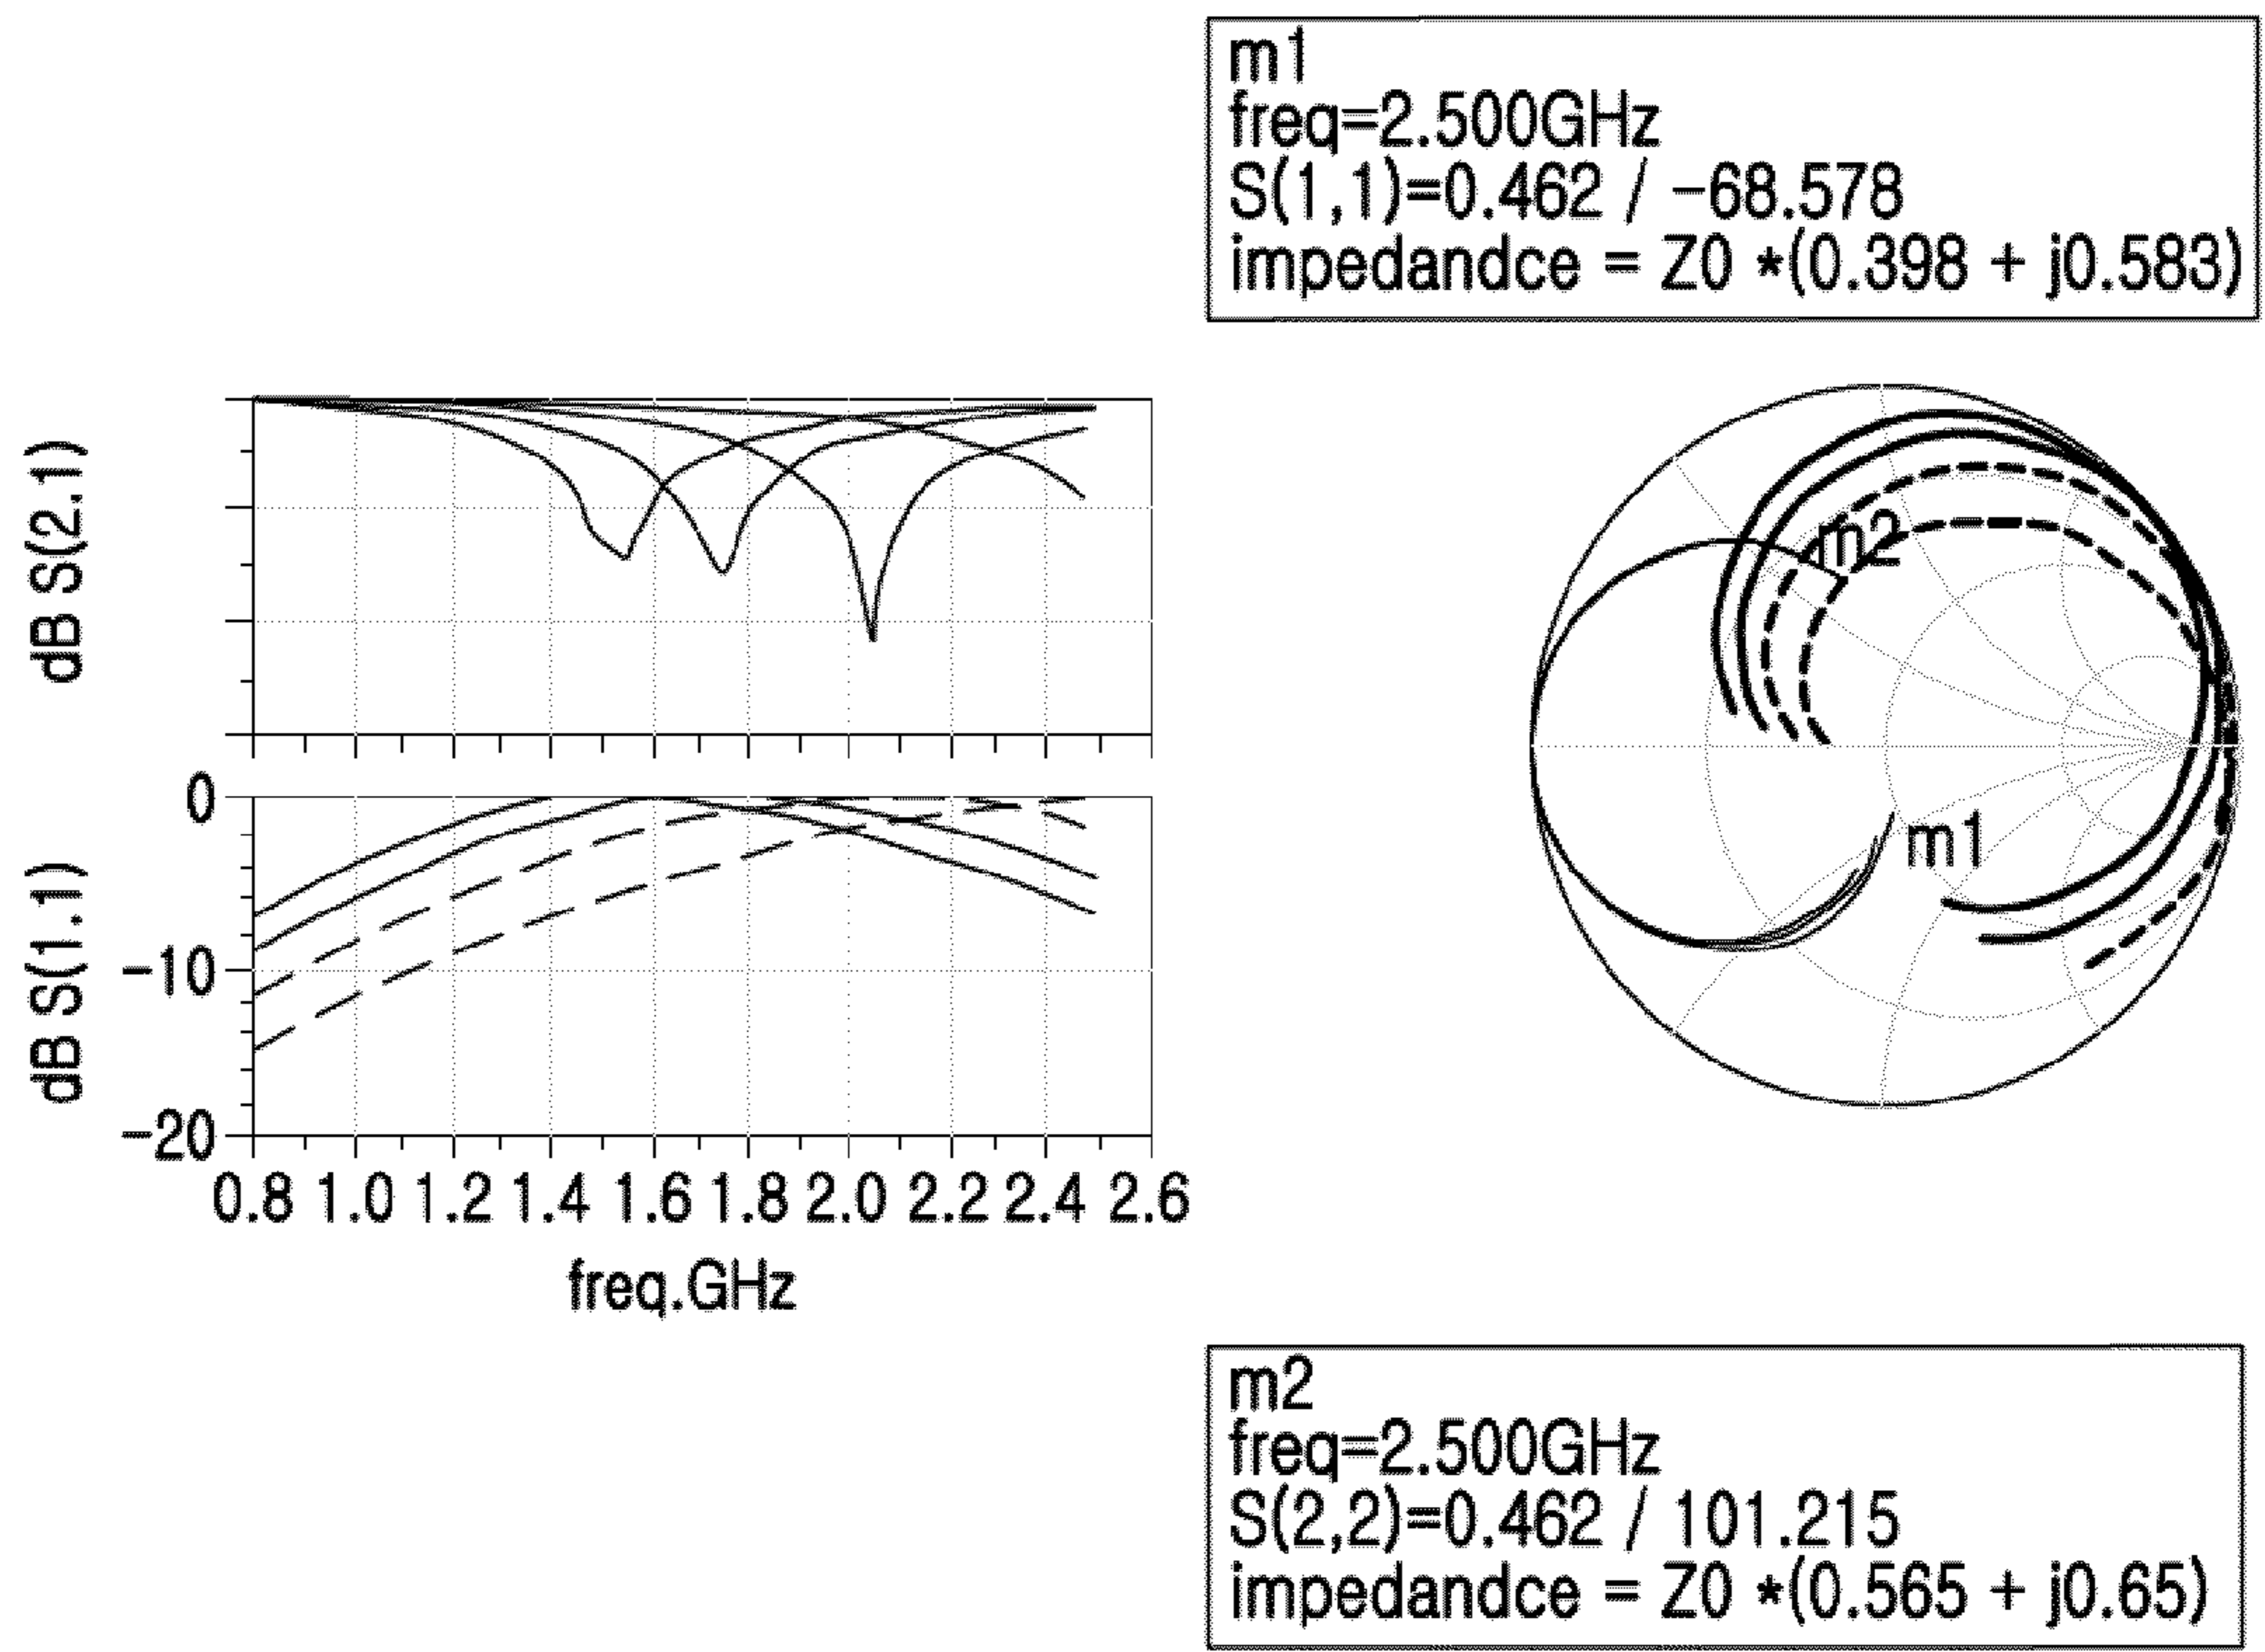 m1
freq=2.500GHz
S(1,1)=0.462 / -68.578
impedandce = Z0 *(0.398 + j0.583)
dB S(2.1)
m2
m1
0
dB S(1.1)
-10
-20
0.8 1.0 1.2 1.4 1.6 1.8 2.0 2.2 2.4 2.6
freq.GHz
m2
freq=2.500GHz
S(2,2)=0.462 / 101.215
impedandce = Z0 *(0.565 + j0.65)